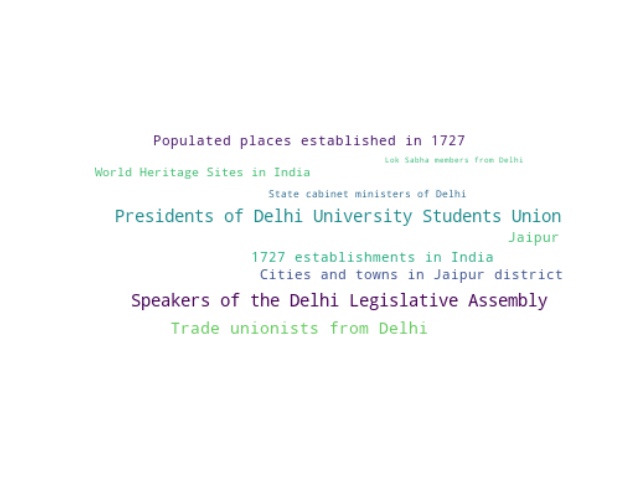 Populated places established in 1727
Lok Sabha members from Delhi
World Heritage Sites in India
State cabinet ministers of Delhi
Presidents of Delhi University Students Union
Jaipur
1727 establishments in India
Cities and towns in Jaipur district
Speakers of the Delhi Legislative Assembly
Trade unionists from Delhi